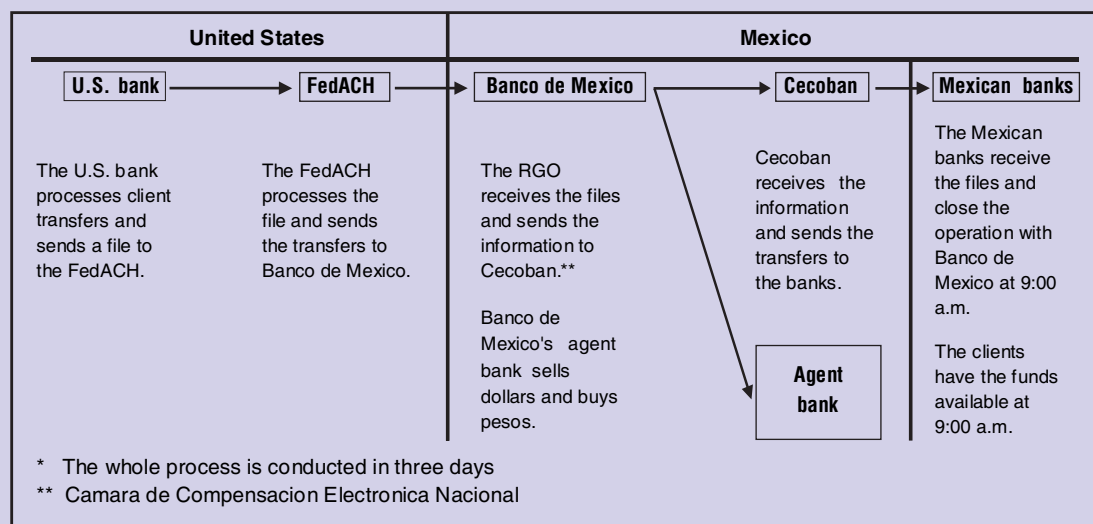 United States
Mexico
U.S. bank
FedACH
Banco de Mexico
Cecoban
Mexican banks
The U.S. bank
processes client
transfers and
sends a file to
the FedACH.
The FedACH
processes the
file and sends
the transfers to
Banco de Mexico.
The RGO
receives the files
and sends the
information to
Cecoban.**
Banco de
Mexico's agent
bank sells
dollars and buys
pesos.
Cecoban
receives the
information
and sends the
transfers to
the banks.
Agent
bank
The Mexican
banks receive
the files and
close the
operation with
Banco de
Mexico at 9:00
a.m.
The clients
have the funds
available at
9:00 a.m.
* The whole process is conducted in three days
** Camara de Compensacion Electronica Nacional